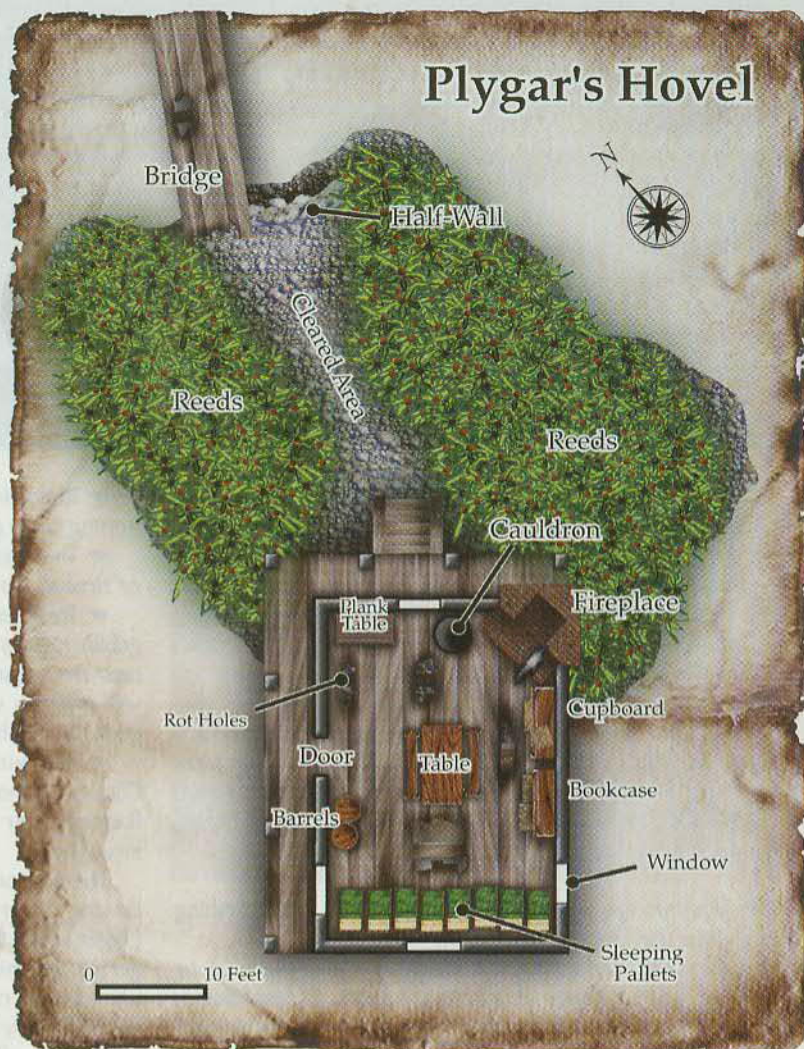 Plygar's Hovel
N
Bridge
Half-Wall
Cleared Area
Reeds
Reeds
Cauldron
Plank
Table
Fireplace
Rot Holes
Cupboard
Door
Table
Bookcase
Barrels
Window
Sleeping
Pallets
0 10 Feet